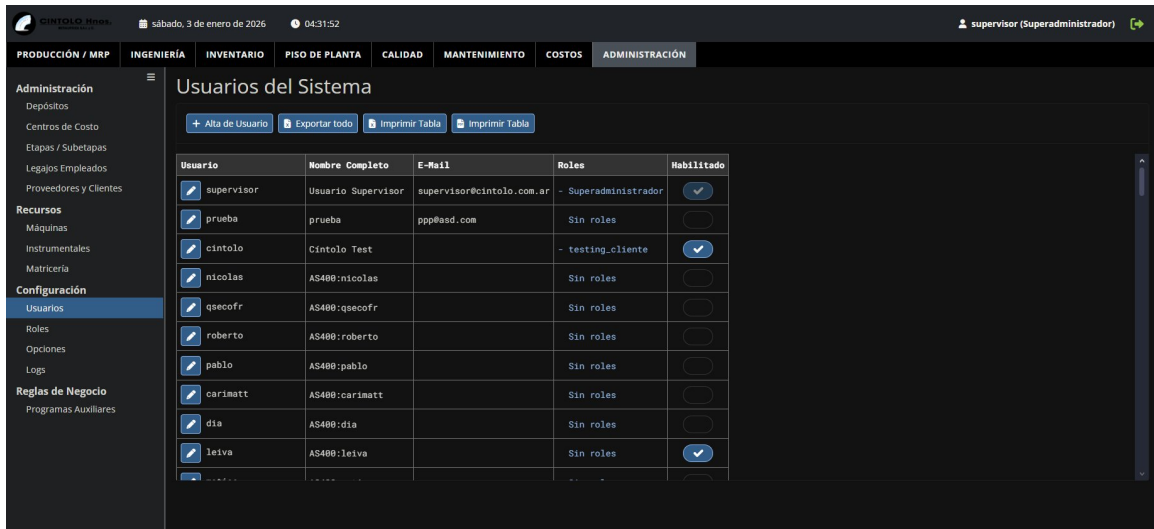 CINTOLO Hnos.
sábado, 3 de enero de 2026
04:31:52
supervisor (Superadministrador)
PRODUCCIÓN / MRP INGENIERÍA INVENTARIO PISO DE PLANTA CALIDAD MANTENIMIENTO COSTOS ADMINISTRACIÓN
Administración
Depósitos
Centros de Costo
Etapas / Subetapas
Legajos Empleados
Proveedores y Clientes
Recursos
Máquinas
Instrumentales
Matricería
Configuración
Usuarios
Roles
Opciones
Logs
Reglas de Negocio
Programas Auxiliares
Usuarios del Sistema
+ Alta de Usuario Exportar todo Imprimir Tabla Imprimir Tabla
Usuario Nombre Completo E-Mail Roles Habilitado
supervisor Usuario Supervisor supervisor@cintolo.com.ar - Superadministrador
prueba prueba ppp@asd.com Sin roles
cintolo Cíntolo Test - testing_cliente
nicolas AS400:nicolas Sin roles
qsecofr AS400:qsecofr Sin roles
roberto AS400:roberto Sin roles
pablo AS400:pablo Sin roles
carimatt AS400:carimatt Sin roles
dia AS400:dia Sin roles
leiva AS400:leiva Sin roles